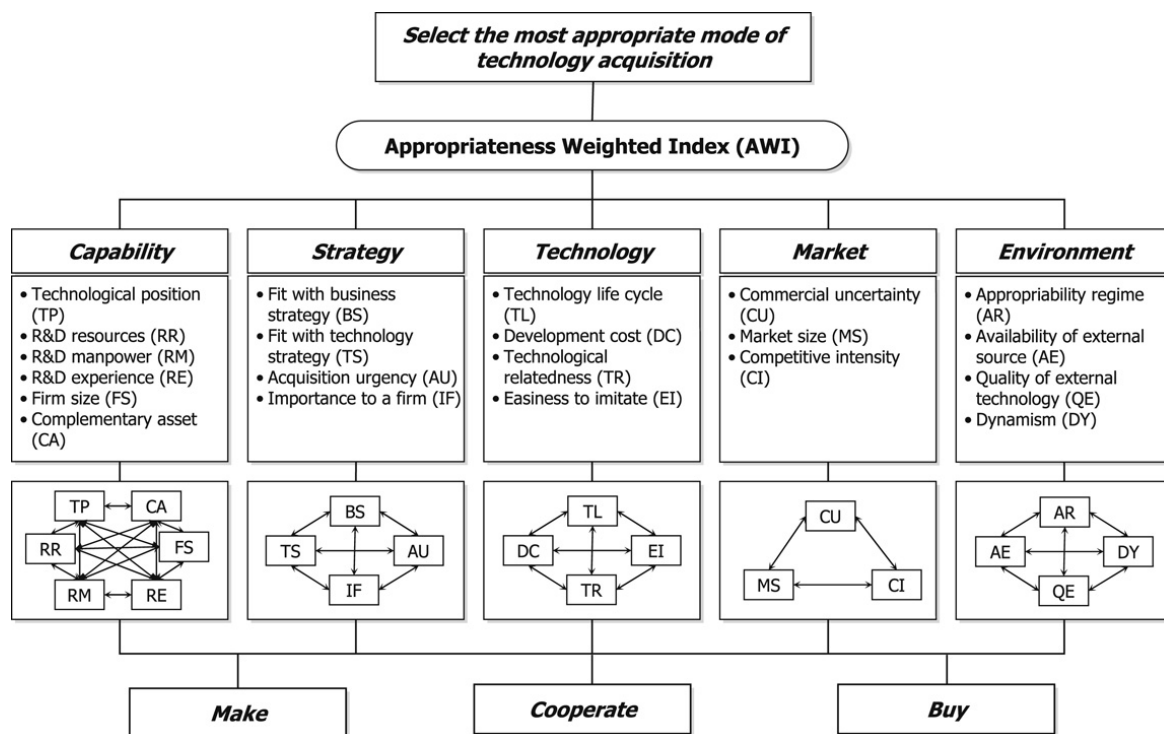 Select the most appropriate mode of
technology acquisition
Appropriateness Weighted Index (AWI)
Capability
• Technological position
(TP)
• R&D resources (RR)
• R&D manpower (RM)
• R&D experience (RE)
• Firm size (FS)
• Complementary asset
(CA)
Strategy
• Fit with business
strategy (BS)
• Fit with technology
strategy (TS)
• Acquisition urgency (AU)
• Importance to a firm (IF)
Technology
• Technology life cycle
(TL)
• Development cost (DC)
• Technological
relatedness (TR)
• Easiness to imitate (EI)
Market
• Commercial uncertainty
(CU)
• Market size (MS)
• Competitive intensity
(CI)
Environment
• Appropriability regime
(AR)
• Availability of external
source (AE)
• Quality of external
technology (QE)
• Dynamism (DY)
TP CA
RR FS
RM RE
BS
TS AU
IF
TL
DC EI
TR
CU
MS CI
AR
AE DY
QE
Make
Cooperate
Buy